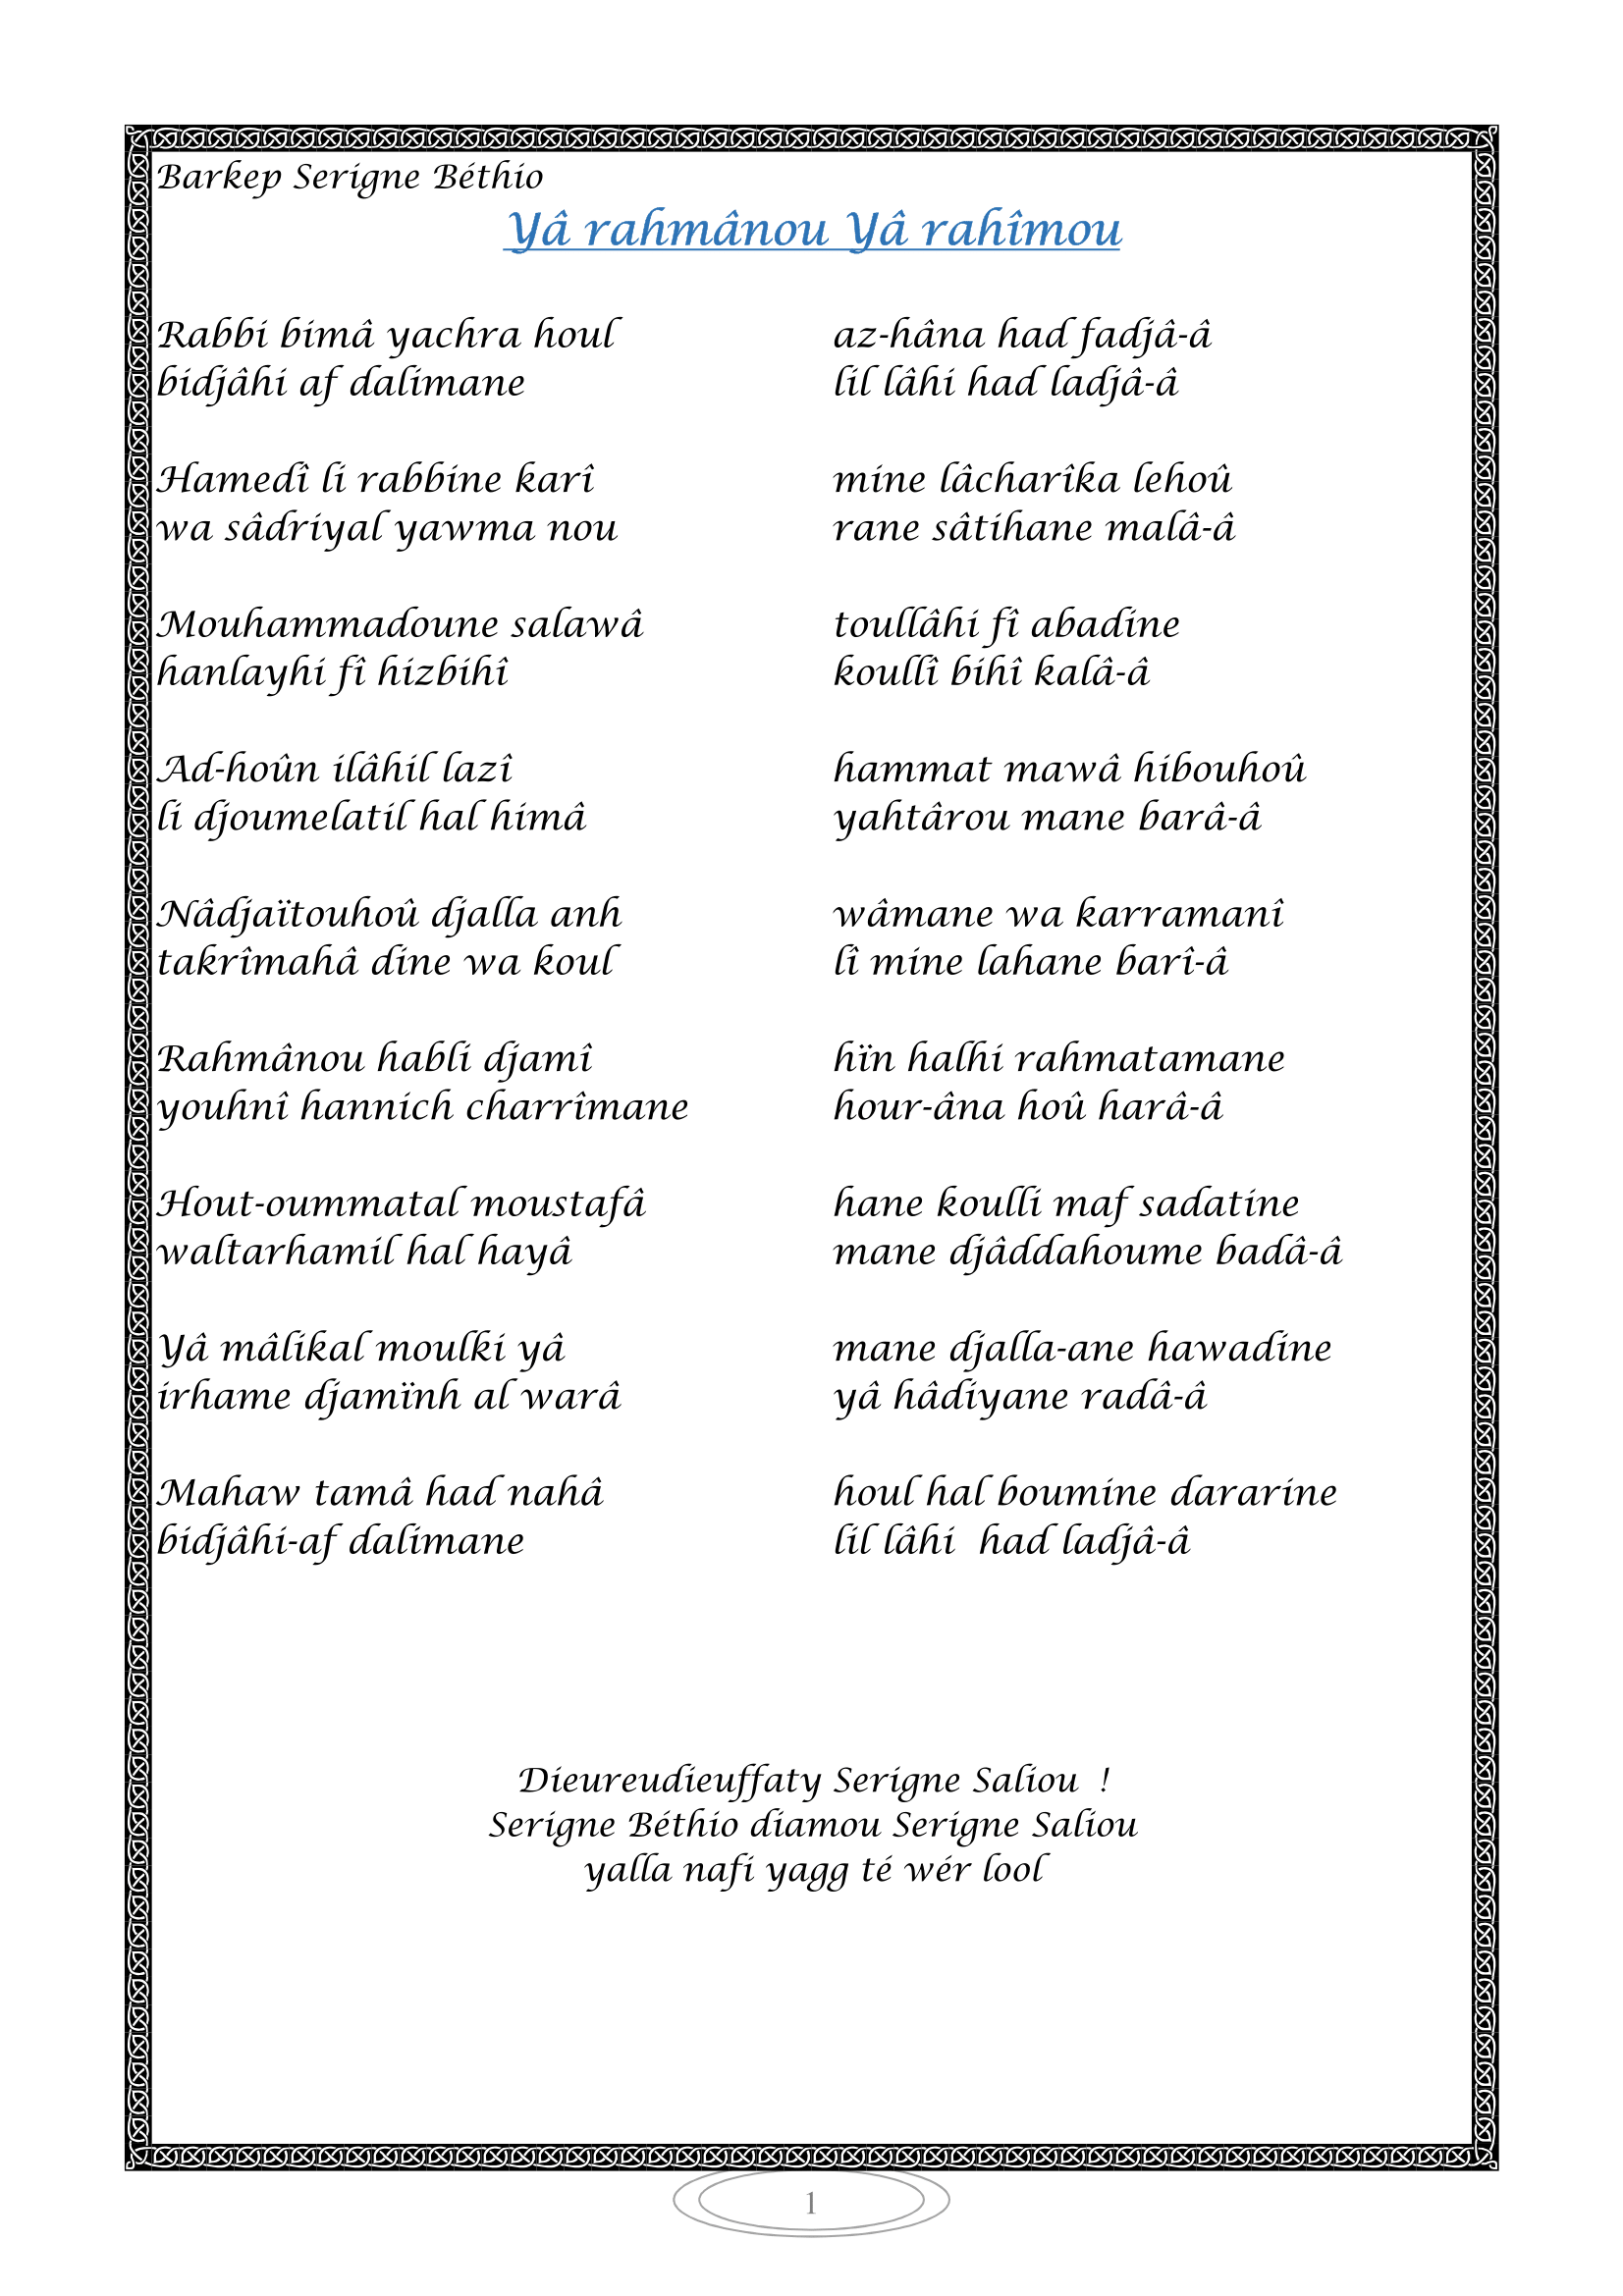 Barkep Serigne Béthio
Yâ rahmânou Yâ rahîmou
Rabbi bimâ yachra houl az-hâna had fadjâ-â
bidjâhi af dalimane lil lâhi had ladjâ-â
Hamedî li rabbine karî mine lâcharîka lehoû
wa sâdriyal yawma nou rane sâtihane malâ-â
Mouhammadoune salawâ toullâhi fî abadine
hanlayhi fî hizbihî koullî bihî kalâ-â
Ad-hoûn ilâhil lazî hammat mawâ hibouhoû
li djoumelatil hal himâ yahtârou mane barâ-â
Nâdjaïtouhoû djalla anh wâmane wa karramanî
takrîmahâ dine wa koul lî mine lahane barî-â
Rahmânou habli djamî hïn halhi rahmatamane
youhnî hannich charrîmane hour-âna hoû harâ-â
Hout-oummatal moustafâ hane koulli maf sadatine
waltarhamil hal hayâ mane djâddahoume badâ-â
Yâ mâlikal moulki yâ mane djalla-ane hawadine
irhame djamïnh al warâ yâ hâdiyane radâ-â
Mahaw tamâ had nahâ houl hal boumine dararine
bidjâhi-af dalimane lil lâhi had ladjâ-â
Dieureudieuffaty Serigne Saliou !
Serigne Béthio diamou Serigne Saliou
yalla nafi yagg té wér lool
1